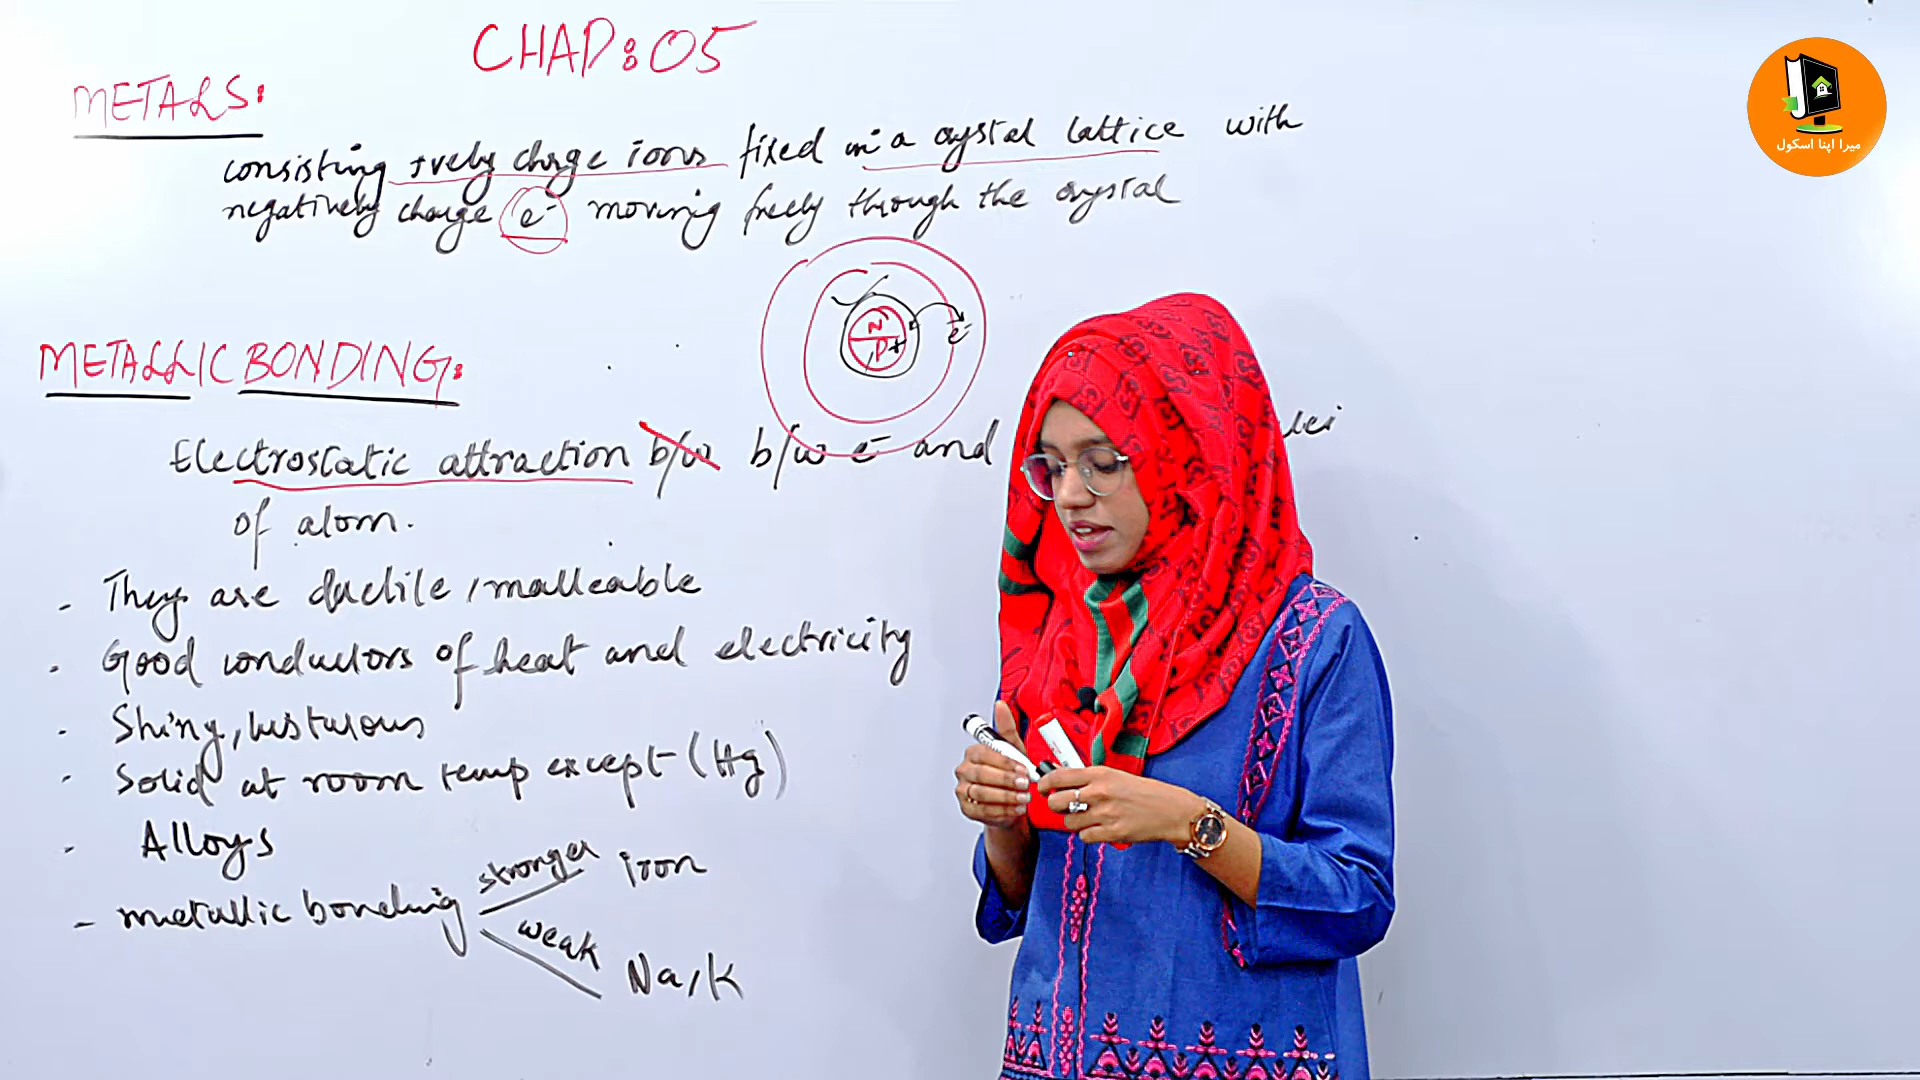 CHAP:05
METALS:
consisting +vely charge ions fixed in a crystal lattice with
negatively charge e- moving freely through the crystal
N
P+
e-
METALLIC BONDING:
Electrostatic attraction b/w b/w e- and
of atom.
- They are ductile, malleable
- Good conductors of heat and electricity
- Shiny, lusturous
- Solid at room temp except (Hg)
- Alloys
- metallic bonding stronger iron
weak Na, K
میرا اپنا اسکول